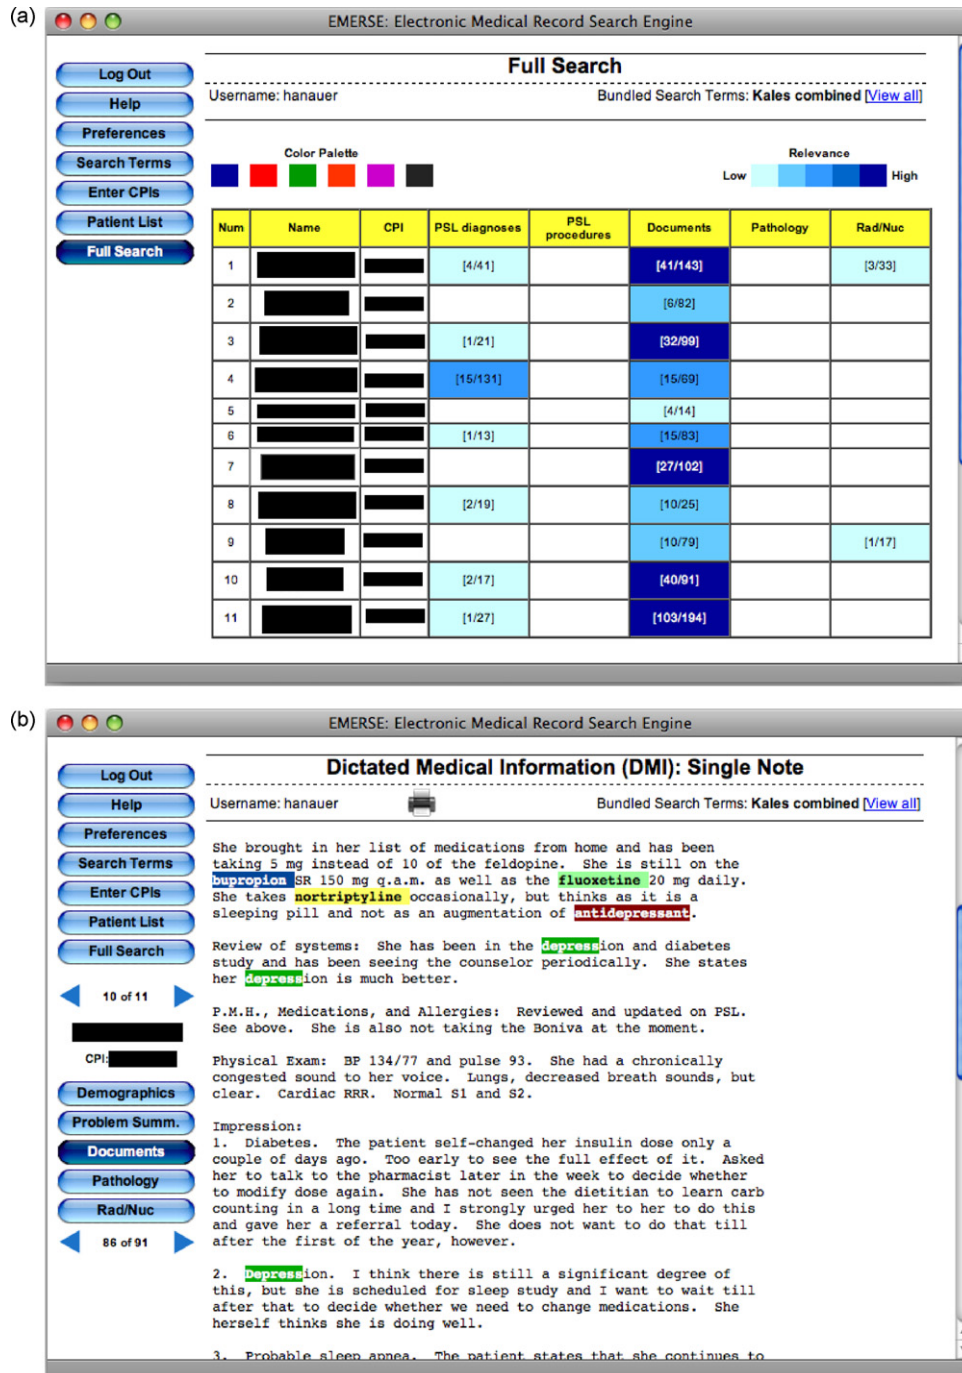 (a)
EMERSE: Electronic Medical Record Search Engine
Log Out
Help
Preferences
Search Terms
Enter CPIs
Patient List
Full Search
Full Search
Username: hanauer Bundled Search Terms: Kales combined [View all]
Color Palette
Relevance
Low High
Num Name CPI PSL diagnoses PSL procedures Documents Pathology Rad/Nuc
1 [4/41] [41/143] [3/33]
2 [6/82]
3 [1/21] [32/99]
4 [15/131] [15/69]
5 [4/14]
6 [1/13] [15/83]
7 [27/102]
8 [2/19] [10/25]
9 [10/79] [1/17]
10 [2/17] [40/91]
11 [1/27] [103/194]
(b)
EMERSE: Electronic Medical Record Search Engine
Log Out
Help
Preferences
Search Terms
Enter CPIs
Patient List
Full Search
10 of 11
CPI:
Demographics
Problem Summ.
Documents
Pathology
Rad/Nuc
86 of 91
Dictated Medical Information (DMI): Single Note
Username: hanauer Bundled Search Terms: Kales combined [View all]
She brought in her list of medications from home and has been
taking 5 mg instead of 10 of the feldopine. She is still on the
bupropion SR 150 mg q.a.m. as well as the fluoxetine 20 mg daily.
She takes nortriptyline occasionally, but thinks as it is a
sleeping pill and not as an augmentation of antidepressant.
Review of systems: She has been in the depression and diabetes
study and has been seeing the counselor periodically. She states
her depression is much better.
P.M.H., Medications, and Allergies: Reviewed and updated on PSL.
See above. She is also not taking the Boniva at the moment.
Physical Exam: BP 134/77 and pulse 93. She had a chronically
congested sound to her voice. Lungs, decreased breath sounds, but
clear. Cardiac RRR. Normal S1 and S2.
Impression:
1. Diabetes. The patient self-changed her insulin dose only a
couple of days ago. Too early to see the full effect of it. Asked
her to talk to the pharmacist later in the week to decide whether
to modify dose again. She has not seen the dietitian to learn carb
counting in a long time and I strongly urged her to her to do this
and gave her a referral today. She does not want to do that till
after the first of the year, however.
2. Depression. I think there is still a significant degree of
this, but she is scheduled for sleep study and I want to wait till
after that to decide whether we need to change medications. She
herself thinks she is doing well.
3. Probable sleep apnea. The patient states that she continues to